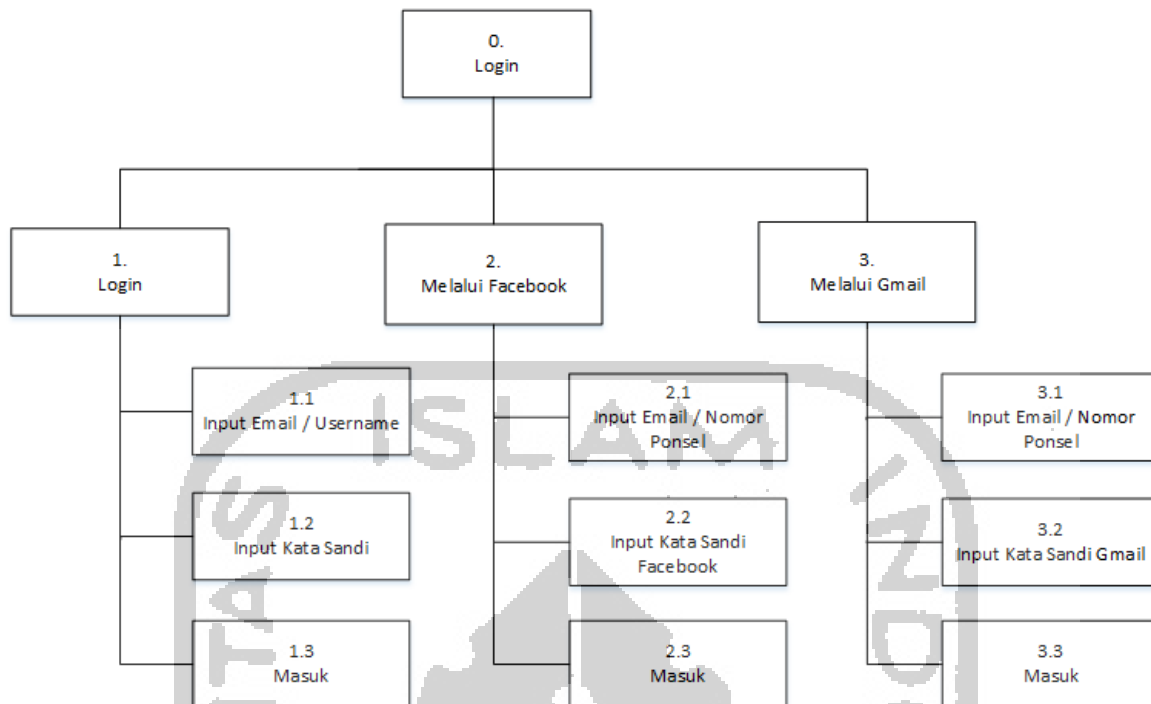 0.
Login
1.
Login
2.
Melalui Facebook
3.
Melalui Gmail
1.1
Input Email / Username
2.1
Input Email / Nomor
Ponsel
3.1
Input Email / Nomor
Ponsel
1.2
Input Kata Sandi
2.2
Input Kata Sandi
Facebook
3.2
Input Kata Sandi Gmail
1.3
Masuk
2.3
Masuk
3.3
Masuk
ISLAM